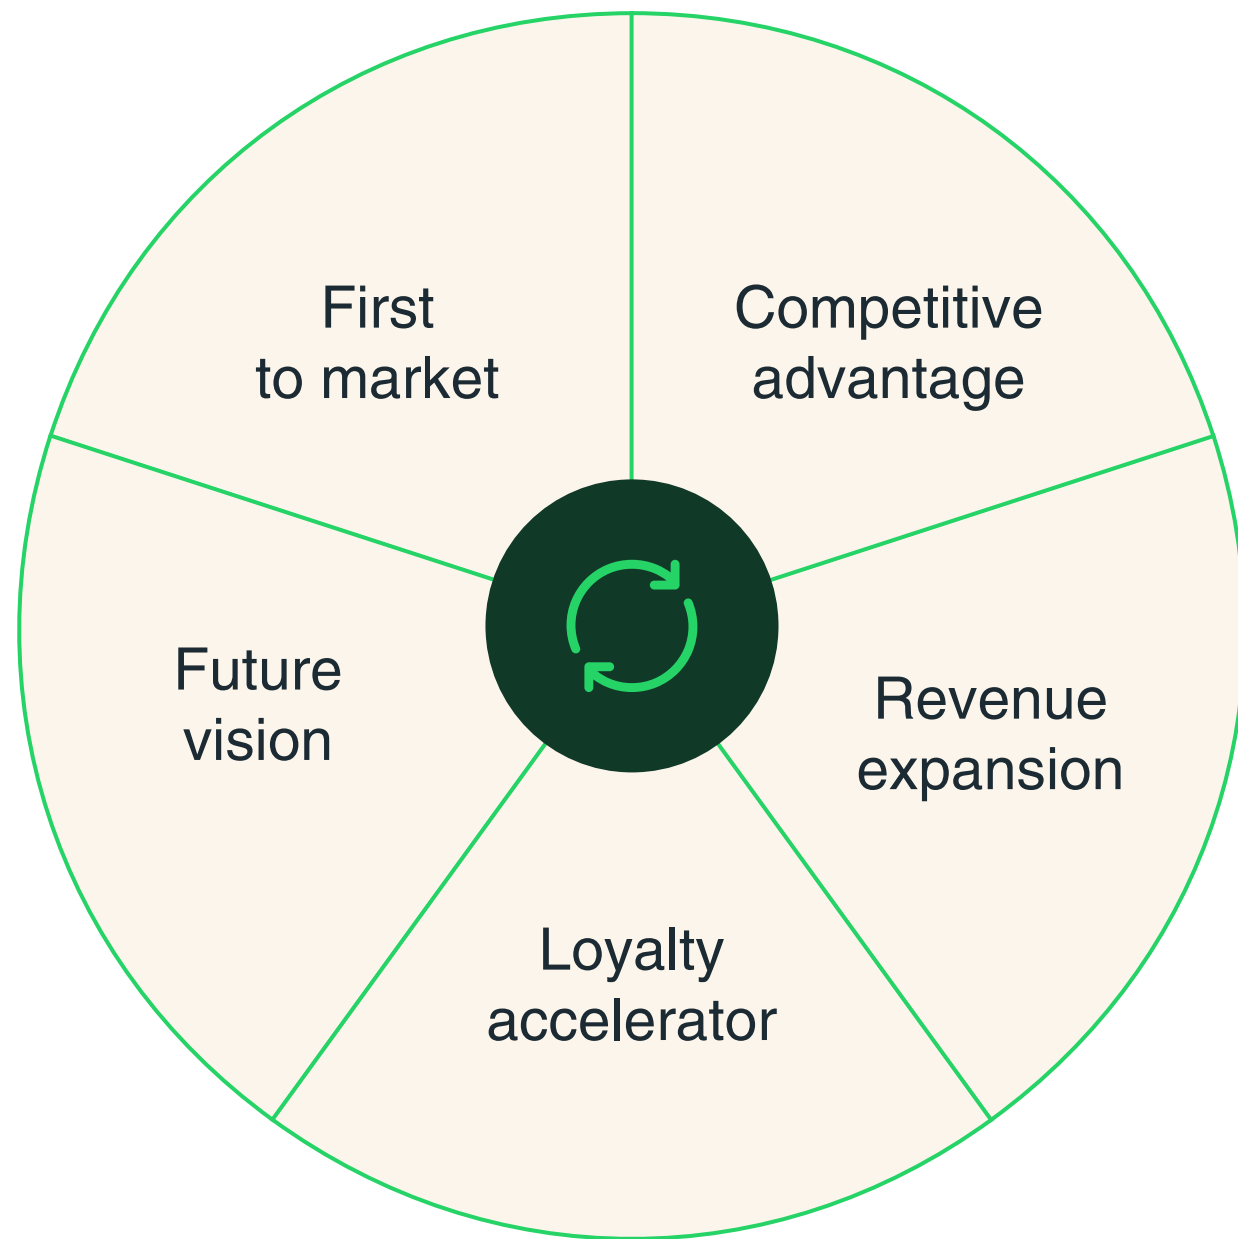 First
to market
Competitive
advantage
Future
vision
Revenue
expansion
Loyalty
accelerator